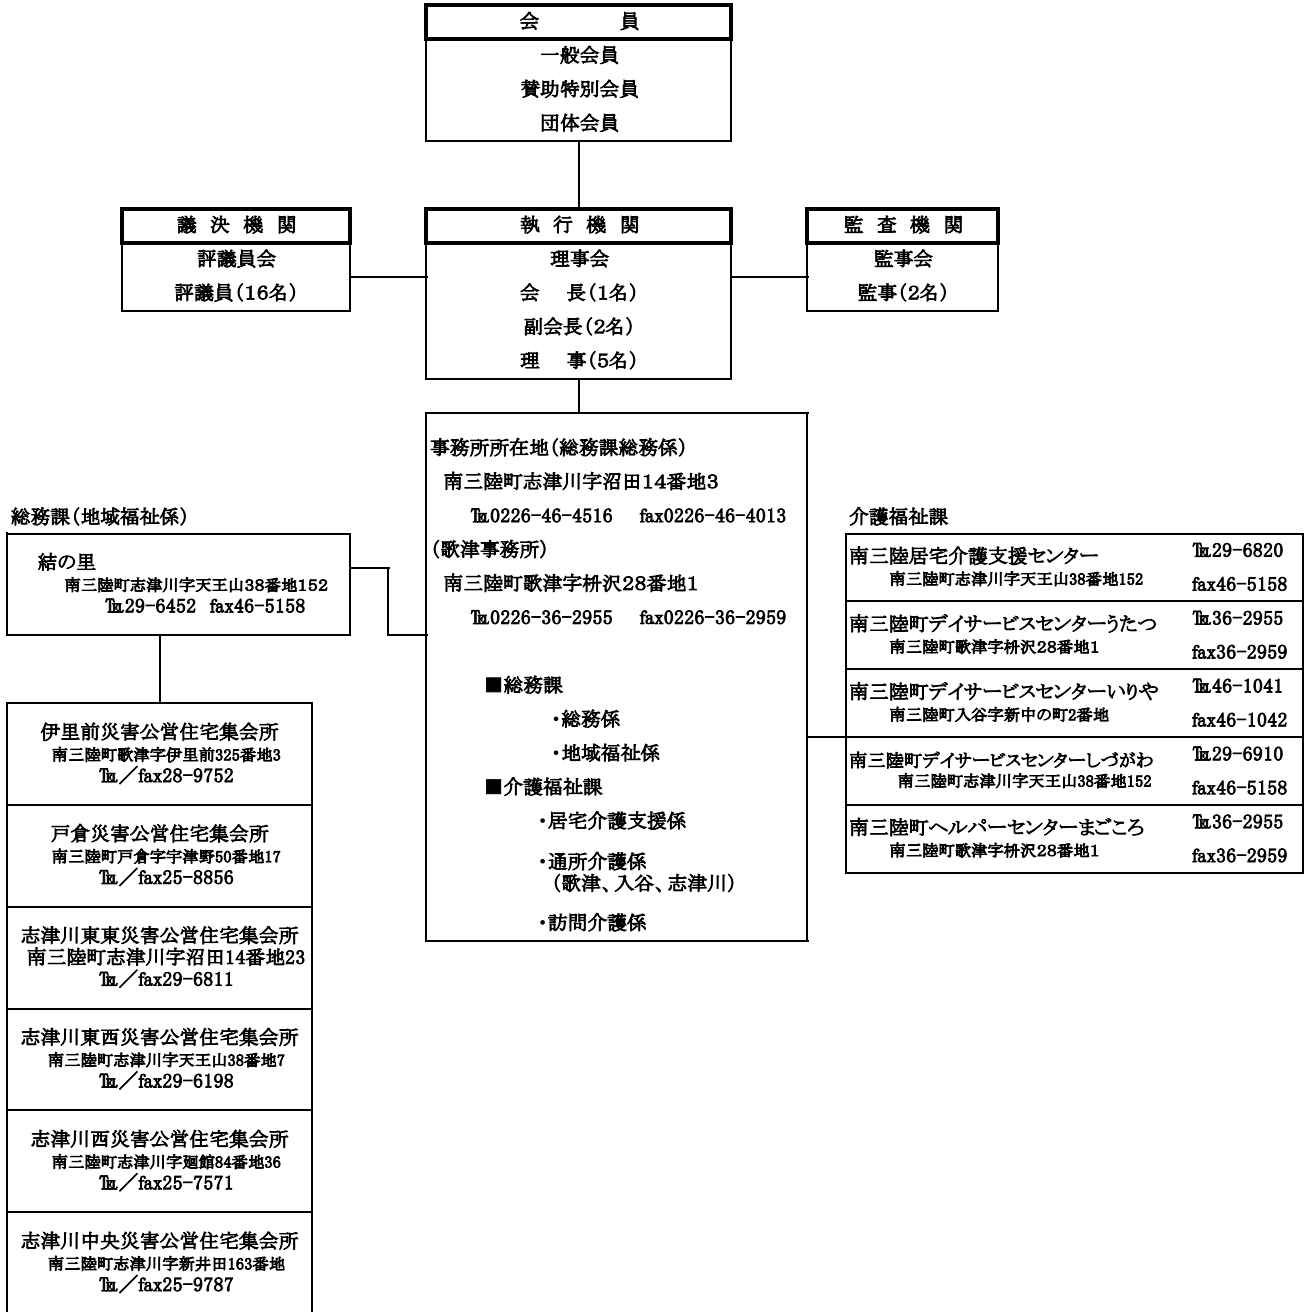 会　　　員
一般会員
賛助特別会員
団体会員
議 決 機 関
評議員会
評議員（16名）
執 行 機 関
理事会
会　長（1名）
副会長（2名）
理　事（5名）
監 査 機 関
監事会
監事（2名）
事務所所在地（総務課総務係）
南三陸町志津川字沼田14番地3
℡0226-46-4516　fax0226-46-4013
（歌津事務所）
南三陸町歌津字枡沢28番地1
℡0226-36-2955　fax0226-36-2959
■総務課
・総務係
・地域福祉係
■介護福祉課
・居宅介護支援係
・通所介護係
（歌津、入谷、志津川）
・訪問介護係
総務課（地域福祉係）
結の里
南三陸町志津川字天王山38番地152
℡29-6452 fax46-5158
伊里前災害公営住宅集会所
南三陸町歌津字伊里前325番地3
℡／fax28-9752
戸倉災害公営住宅集会所
南三陸町戸倉字宇津野50番地17
℡／fax25-8856
志津川東東災害公営住宅集会所
南三陸町志津川字沼田14番地23
℡／fax29-6811
志津川東西災害公営住宅集会所
南三陸町志津川字天王山38番地7
℡／fax29-6198
志津川西災害公営住宅集会所
南三陸町志津川字廻館84番地36
℡／fax25-7571
志津川中央災害公営住宅集会所
南三陸町志津川字新井田163番地
℡／fax25-9787
介護福祉課
南三陸居宅介護支援センター　℡29-6820
南三陸町志津川字天王山38番地152　fax46-5158
南三陸町デイサービスセンターうたつ　℡36-2955
南三陸町歌津字枡沢28番地1　fax36-2959
南三陸町デイサービスセンターいりや　℡46-1041
南三陸町入谷字新中の町2番地　fax46-1042
南三陸町デイサービスセンターしづがわ　℡29-6910
南三陸町志津川字天王山38番地152　fax46-5158
南三陸町ヘルパーセンターまごころ　℡36-2955
南三陸町歌津字枡沢28番地1　fax36-2959